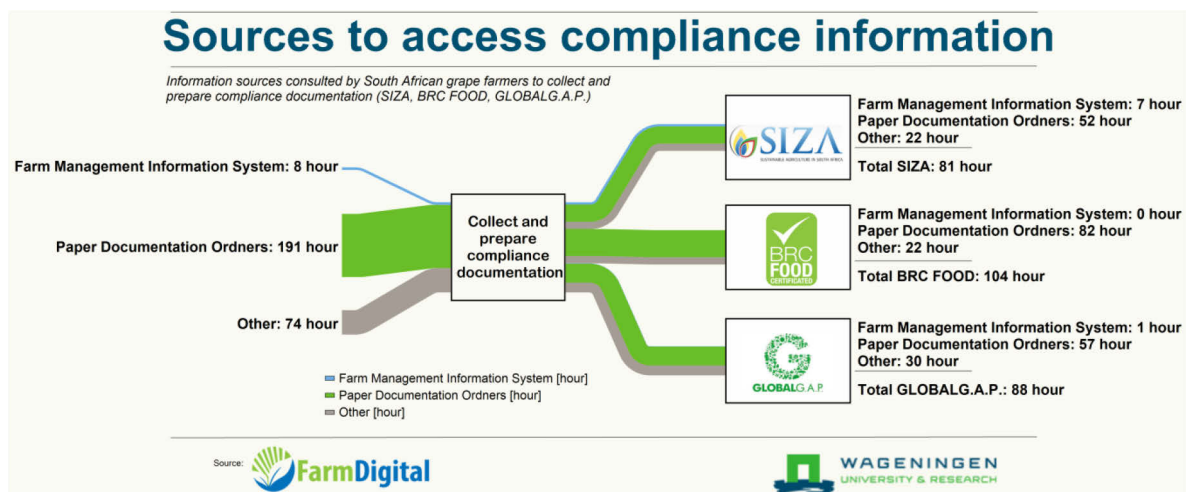 Sources to access compliance information
Information sources consulted by South African grape farmers to collect and
prepare compliance documentation (SIZA, BRC FOOD, GLOBALG.A.P.)
Farm Management Information System: 8 hour
Paper Documentation Ordners: 191 hour
Other: 74 hour
Collect and
prepare
compliance
documentation
SIZA
SUSTAINABLE AGRICULTURE IN SOUTH AFRICA
Farm Management Information System: 7 hour
Paper Documentation Ordners: 52 hour
Other: 22 hour
Total SIZA: 81 hour
BRC
FOOD
CERTIFICATED
Farm Management Information System: 0 hour
Paper Documentation Ordners: 82 hour
Other: 22 hour
Total BRC FOOD: 104 hour
GLOBALG.A.P.
Farm Management Information System: 1 hour
Paper Documentation Ordners: 57 hour
Other: 30 hour
Total GLOBALG.A.P.: 88 hour
Farm Management Information System [hour]
Paper Documentation Ordners [hour]
Other [hour]
Source:
FarmDigital
WAGENINGEN
UNIVERSITY & RESEARCH